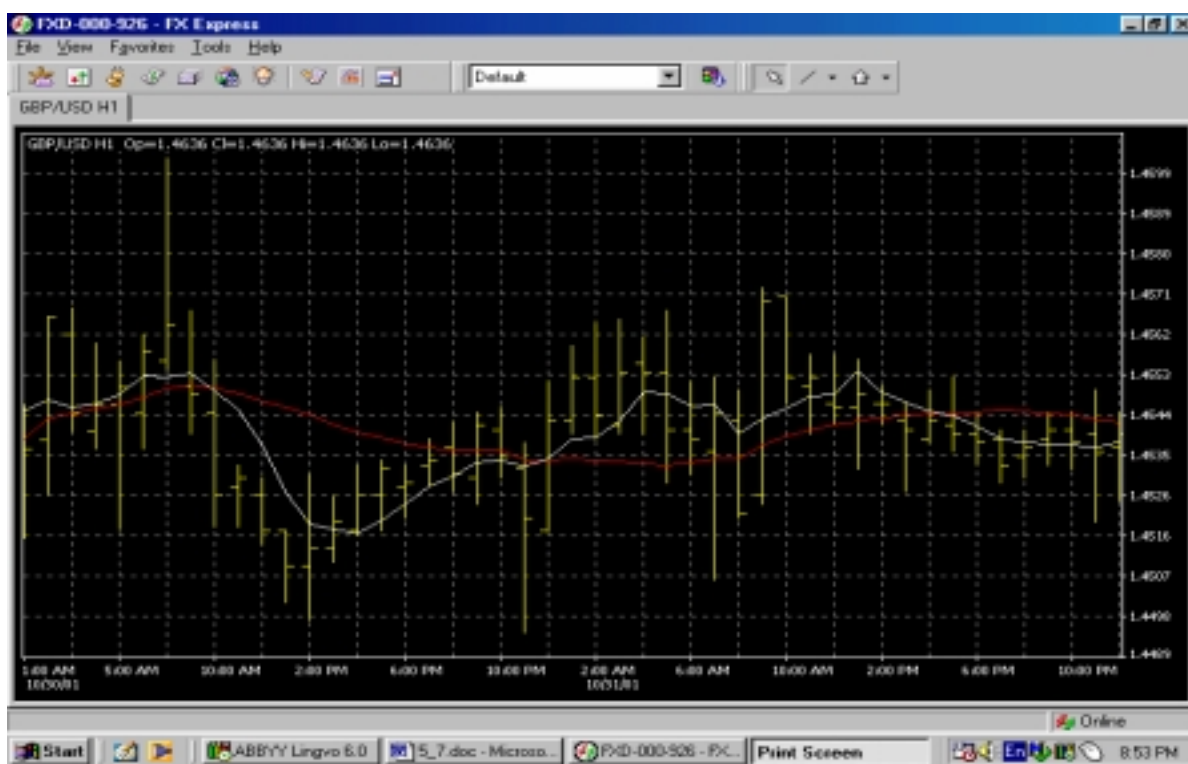 FXD-000-926 - FX Express
File View Favorites Tools Help
Default
GBP/USD H1
GBP/USD H1 Op=1.4636 Cl=1.4636 Hi=1.4636 Lo=1.4636
1.4599
1.4589
1.4580
1.4571
1.4562
1.4553
1.4544
1.4535
1.4526
1.4516
1.4507
1.4498
1.4489
1:00 AM 5:00 AM 10:00 AM 2:00 PM 6:00 PM 10:00 PM 2:00 AM 6:00 AM 10:00 AM 2:00 PM 6:00 PM 10:00 PM
10/30/01 10/31/01
Online
Start ABBYY Lingvo 6.0 5_7.doc - Microso... FXD-000-926 - FX... Print Screen En 8:53 PM